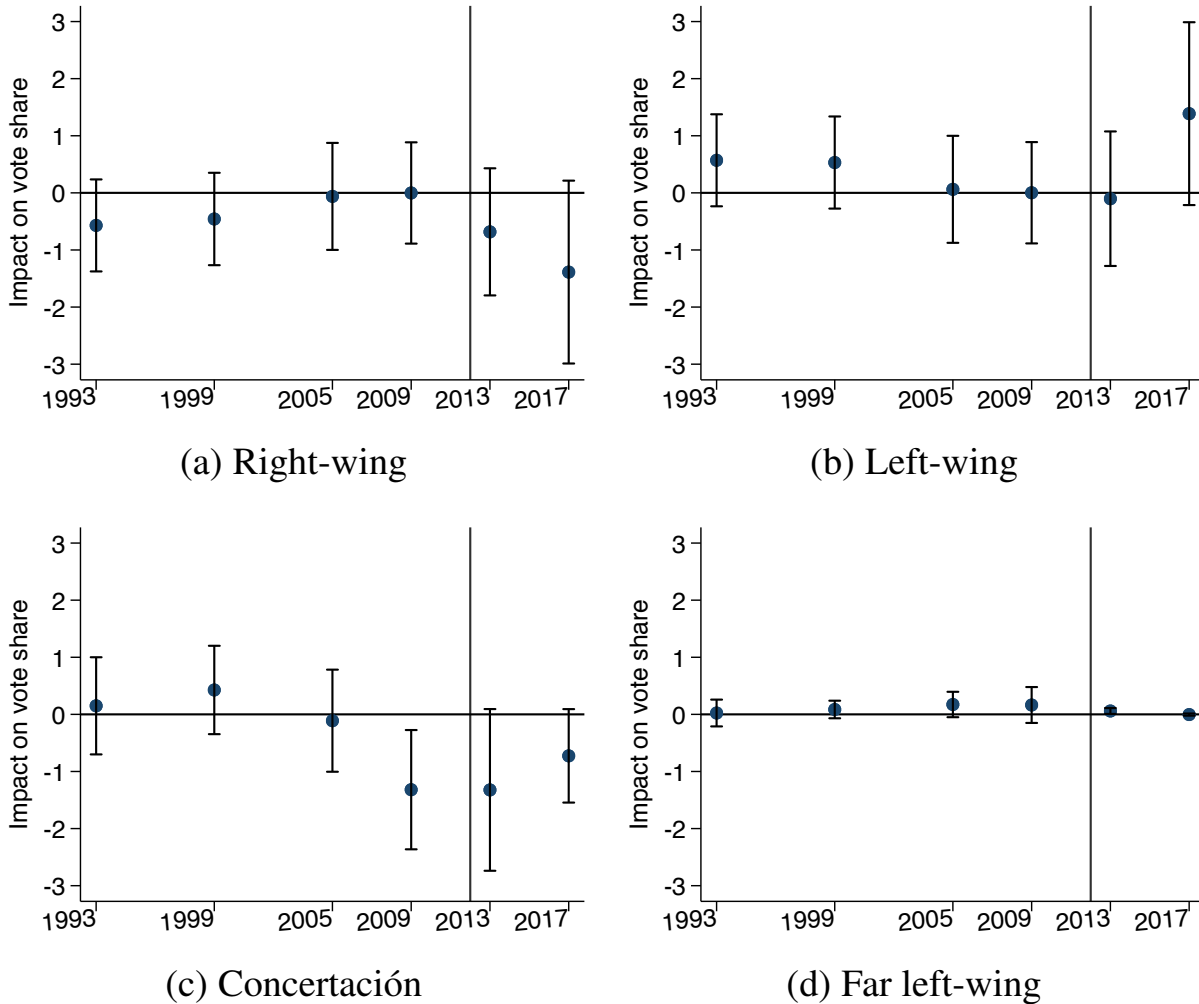 3
2
1
0
-1
-2
-3
Impact on vote share
1993 1999 2005 2009 2013 2017
(a) Right-wing
3
2
1
0
-1
-2
-3
Impact on vote share
1993 1999 2005 2009 2013 2017
(b) Left-wing
3
2
1
0
-1
-2
-3
Impact on vote share
1993 1999 2005 2009 2013 2017
(c) Concertación
3
2
1
0
-1
-2
-3
Impact on vote share
1993 1999 2005 2009 2013 2017
(d) Far left-wing